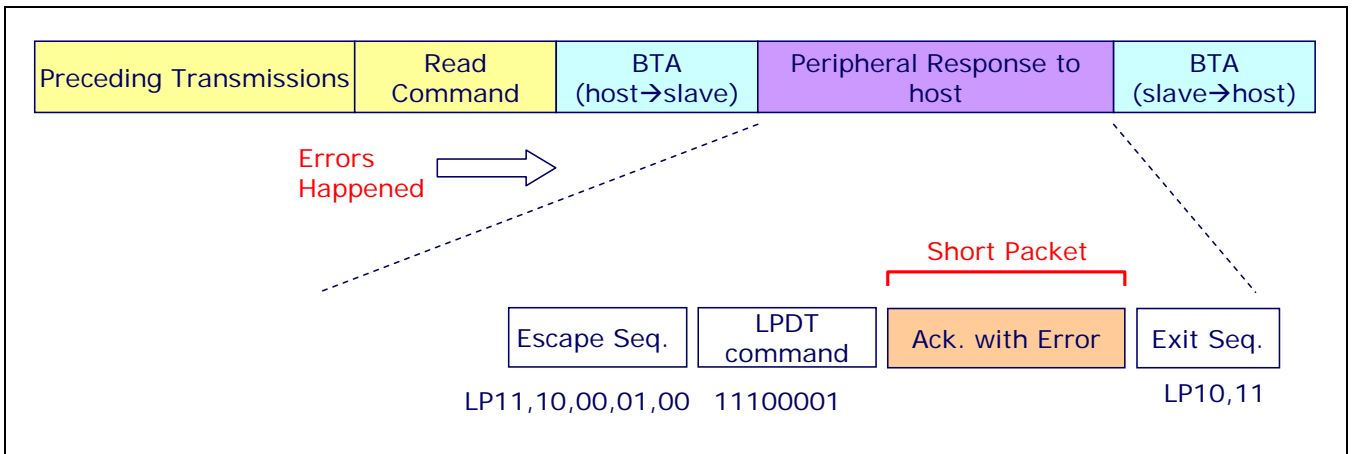 Preceding Transmissions
Read
Command
BTA
(host→slave)
Peripheral Response to
host
BTA
(slave→host)
Errors
Happened
Short Packet
Escape Seq.
LPDT
command
Ack. with Error
Exit Seq.
LP11,10,00,01,00
11100001
LP10,11